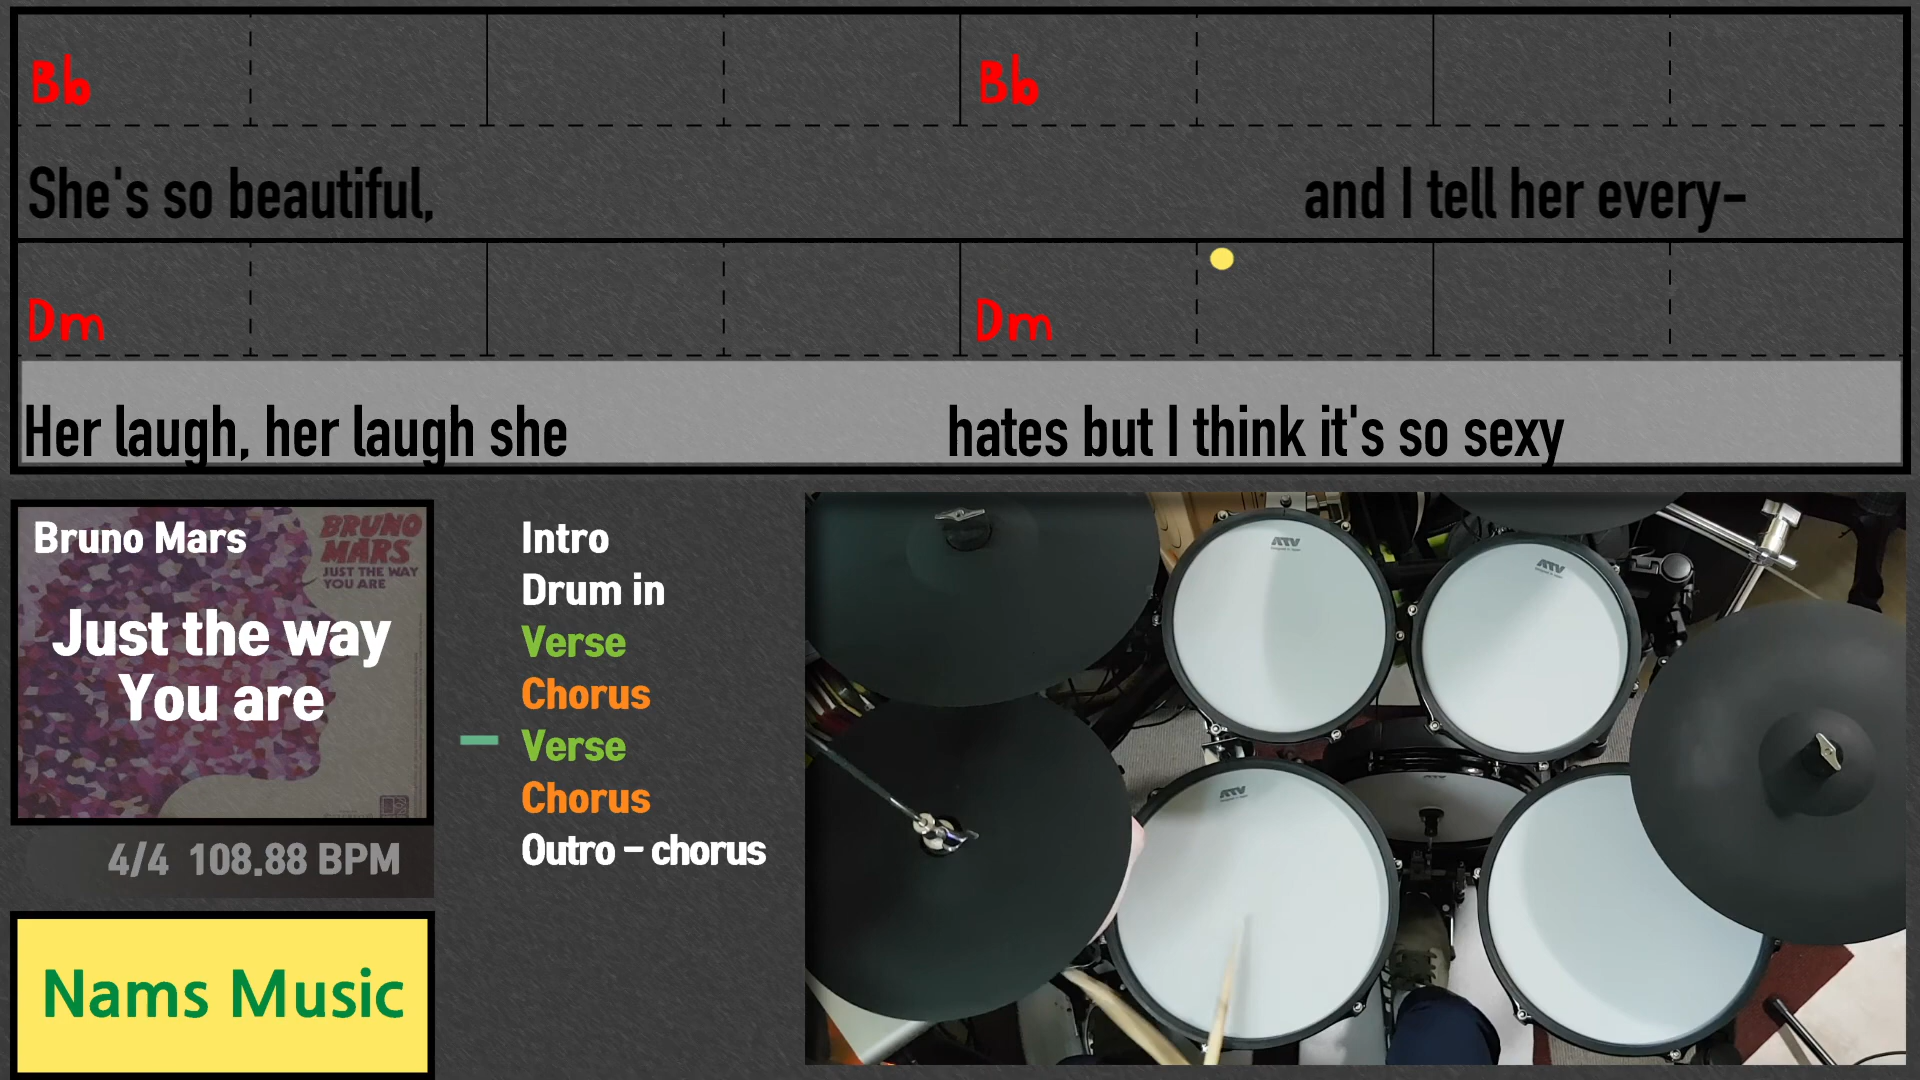 Bb Bb
She's so beautiful, and I tell her every-
Dm Dm
Her laugh, her laugh she hates but I think it's so sexy
Bruno Mars
BRUNO
MARS
JUST THE WAY
YOU ARE
Just the way
You are
4/4 108.88 BPM
Nams Music
Intro
Drum in
Verse
Chorus
Verse
Chorus
Outro - chorus
ATV
ATV
ATV
ATV